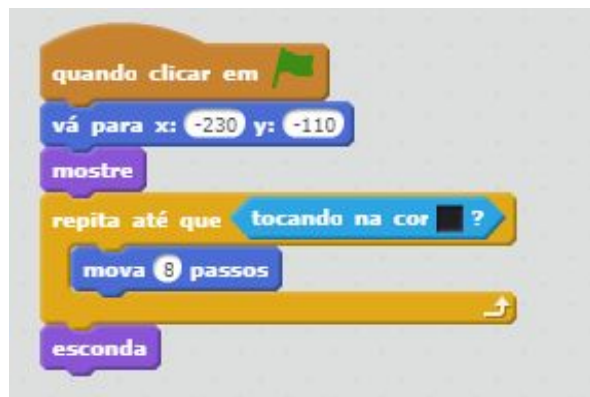 quando clicar em
vá para x: -230 y: -110
mostre
repita até que tocando na cor ?
mova 8 passos
esconda